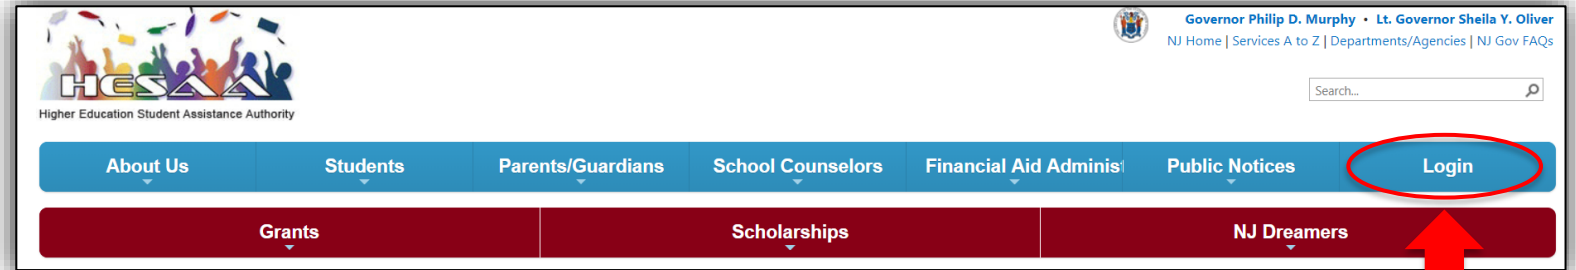 Governor Philip D. Murphy • Lt. Governor Sheila Y. Oliver
NJ Home | Services A to Z | Departments/Agencies | NJ Gov FAQs
HESAA
Higher Education Student Assistance Authority
Search...
About Us Students Parents/Guardians School Counselors Financial Aid Adminis Public Notices Login
Grants Scholarships NJ Dreamers